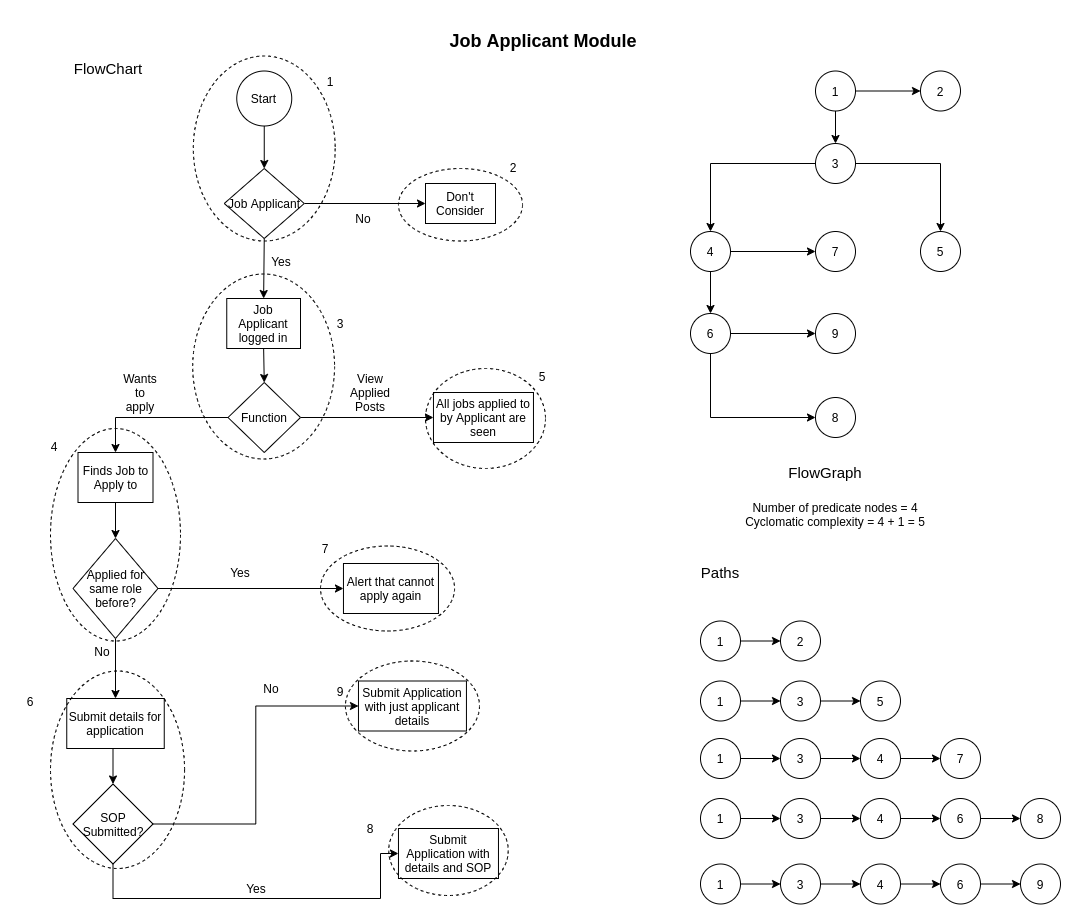 Job Applicant Module
FlowChart
1
Start
Job Applicant
No
2
Don't
Consider
Yes
3
Job
Applicant
logged in
Function
Wants
to
apply
View
Applied
Posts
5
All jobs applied to
by Applicant are
seen
4
Finds Job to
Apply to
Applied for
same role
before?
Yes
7
Alert that cannot
apply again
No
6
Submit details for
application
SOP
Submitted?
No
9
Submit Application
with just applicant
details
Yes
8
Submit
Application with
details and SOP
1
2
3
4
7
5
6
9
8
FlowGraph
Number of predicate nodes = 4
Cyclomatic complexity = 4 + 1 = 5
Paths
1 2
1 3 5
1 3 4 7
1 3 4 6 8
1 3 4 6 9